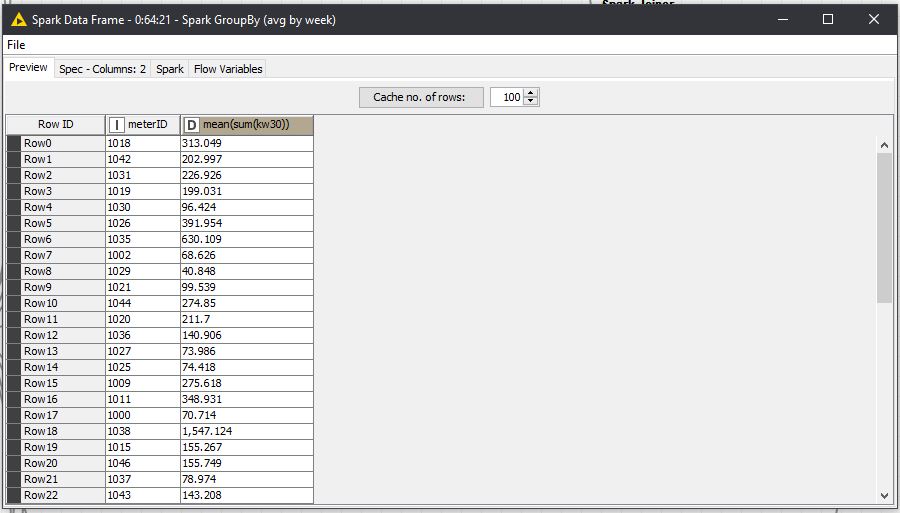 Spark Joiner
Spark Data Frame - 0:64:21 - Spark GroupBy (avg by week)
File
Preview Spec - Columns: 2 Spark Flow Variables
Cache no. of rows: 100
Row ID I meterID D mean(sum(kw30))
Row0 1018 313.049
Row1 1042 202.997
Row2 1031 226.926
Row3 1019 199.031
Row4 1030 96.424
Row5 1026 391.954
Row6 1035 630.109
Row7 1002 68.626
Row8 1029 40.848
Row9 1021 99.539
Row10 1044 274.85
Row11 1020 211.7
Row12 1036 140.906
Row13 1027 73.986
Row14 1025 74.418
Row15 1009 275.618
Row16 1011 348.931
Row17 1000 70.714
Row18 1038 1,547.124
Row19 1015 155.267
Row20 1046 155.749
Row21 1037 78.974
Row22 1043 143.208